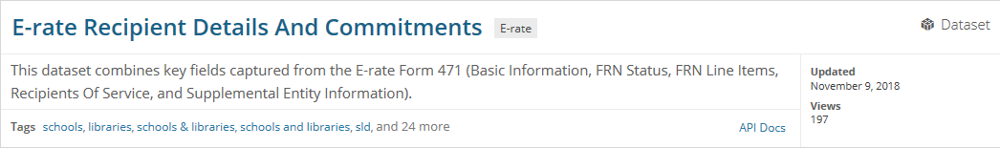 E-rate Recipient Details And Commitments E-rate Dataset
This dataset combines key fields captured from the E-rate Form 471 (Basic Information, FRN Status, FRN Line Items,
Recipients Of Service, and Supplemental Entity Information).
Updated
November 9, 2018
Views
197
Tags schools, libraries, schools & libraries, schools and libraries, sld, and 24 more API Docs